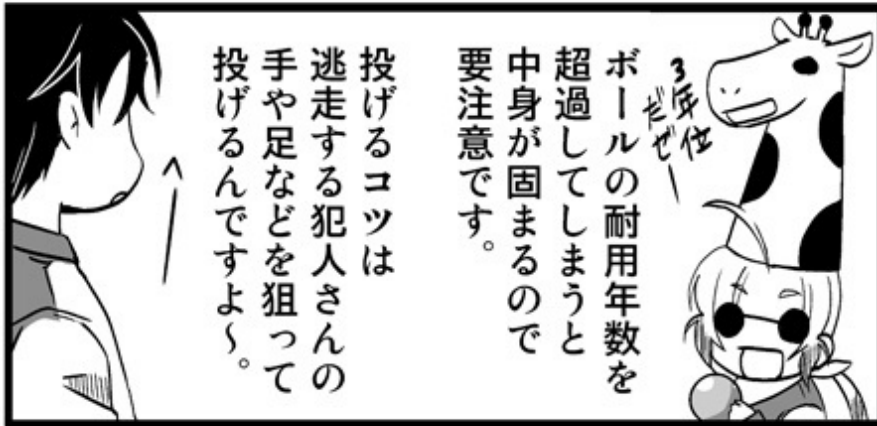 3年位
だぜー
ボールの耐用年数を
超過してしまうと
中身が固まるので
要注意です。
投げるコツは
逃走する犯人さんの
手や足などを狙って
投げるんですよ～。